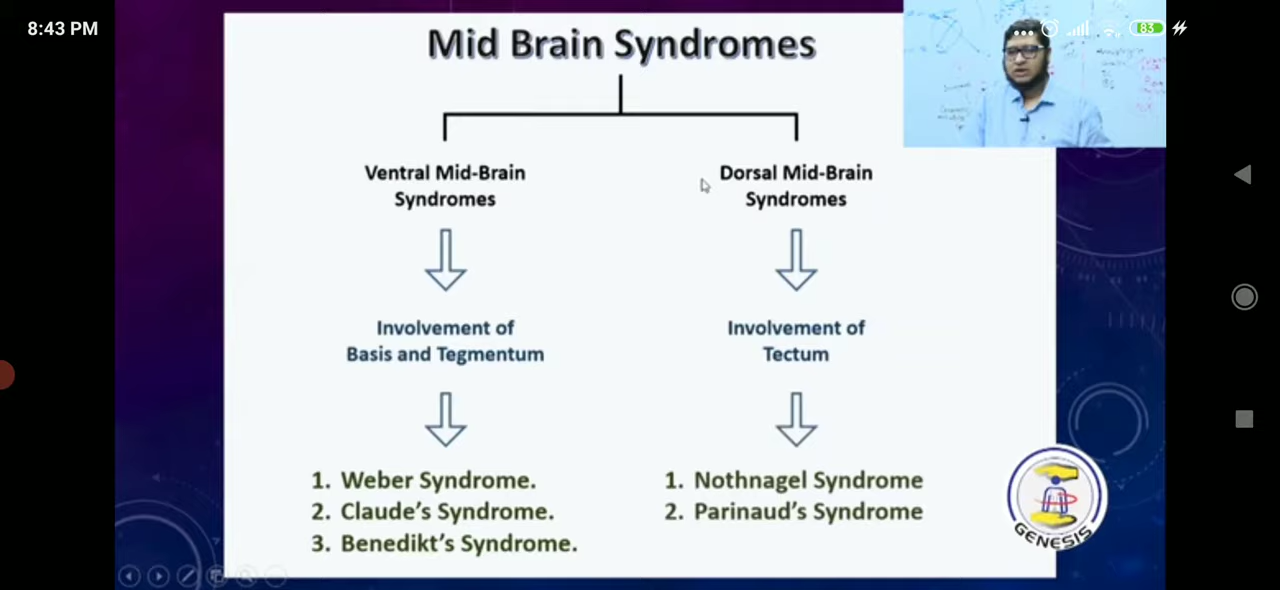 8:43 PM
83
Mid Brain Syndromes
Ventral Mid-Brain
Syndromes
Dorsal Mid-Brain
Syndromes
Involvement of
Basis and Tegmentum
Involvement of
Tectum
1. Weber Syndrome.
2. Claude's Syndrome.
3. Benedikt's Syndrome.
1. Nothnagel Syndrome
2. Parinaud's Syndrome
GENESIS